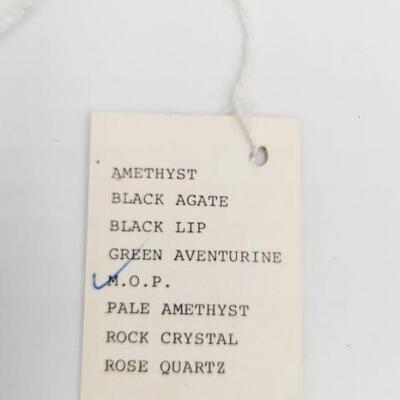 AMETHYST
BLACK AGATE
BLACK LIP
GREEN AVENTURINE
M.O.P.
PALE AMETHYST
ROCK CRYSTAL
ROSE QUARTZ